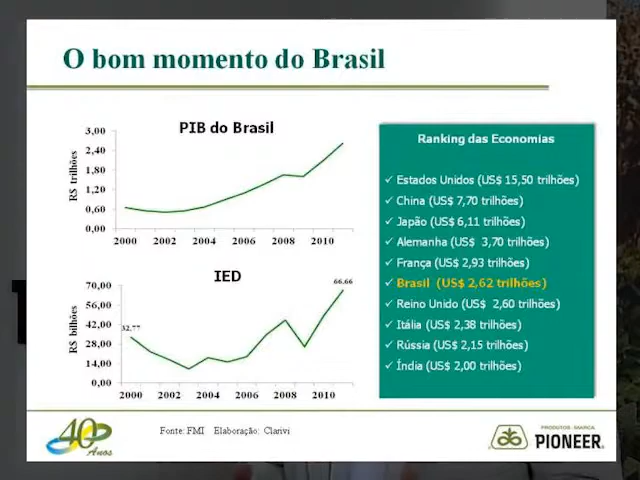 O bom momento do Brasil
PIB do Brasil
R$ trilhões
3,00
2,40
1,80
1,20
0,60
0,00
2000 2002 2004 2006 2008 2010
IED
R$ bilhões
70,00
56,00
42,00
28,00
14,00
0,00
32.77
66.66
2000 2002 2004 2006 2008 2010
Ranking das Economias
✓ Estados Unidos (US$ 15,50 trilhões)
✓ China (US$ 7,70 trilhões)
✓ Japão (US$ 6,11 trilhões)
✓ Alemanha (US$ 3,70 trilhões)
✓ França (US$ 2,93 trilhões)
✓ Brasil (US$ 2,62 trilhões)
✓ Reino Unido (US$ 2,60 trilhões)
✓ Itália (US$ 2,38 trilhões)
✓ Rússia (US$ 2,15 trilhões)
✓ Índia (US$ 2,00 trilhões)
40
Anos
Fonte: FMI Elaboração: Clarivi
PRODUTOS - MARCA
PIONEER